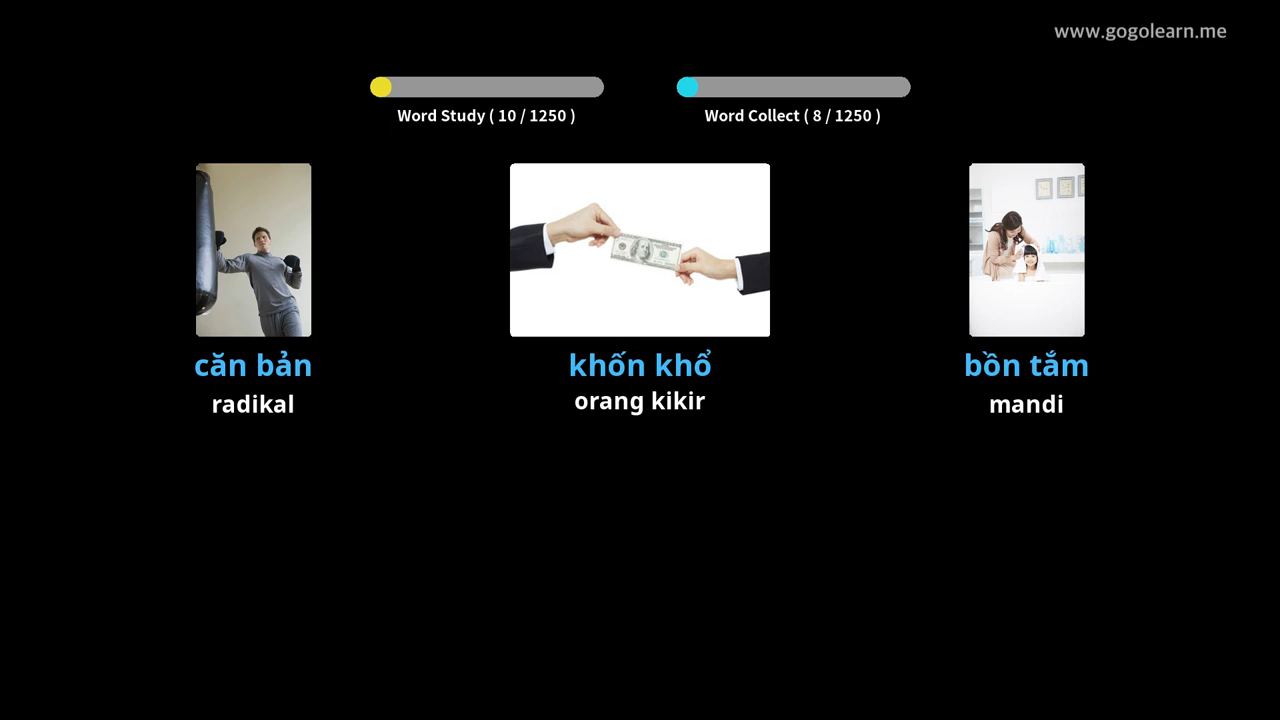 www.gogolearn.me
Word Study ( 10 / 1250 )
Word Collect ( 8 / 1250 )
căn bản
radikal
khốn khổ
orang kikir
bồn tắm
mandi